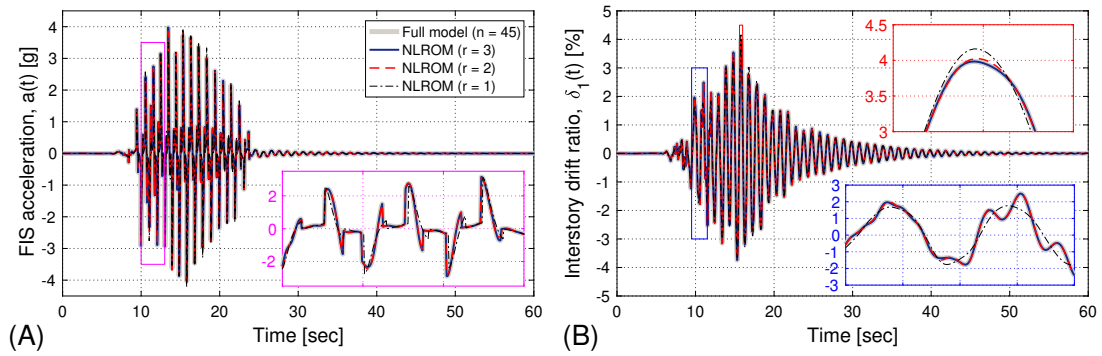 FIS acceleration, a(t) [g]
4
3
2
1
0
-1
-2
-3
-4
Full model (n = 45)
NLROM (r = 3)
NLROM (r = 2)
NLROM (r = 1)
2
0
-2
0 10 20 30 40 50 60
Time [sec]
(A)
Interstory drift ratio, δ1(t) [%]
5
4
3
2
1
0
-1
-2
-3
-4
-5
4.5
4
3.5
3
3
2
1
0
-1
-2
-3
0 10 20 30 40 50 60
Time [sec]
(B)